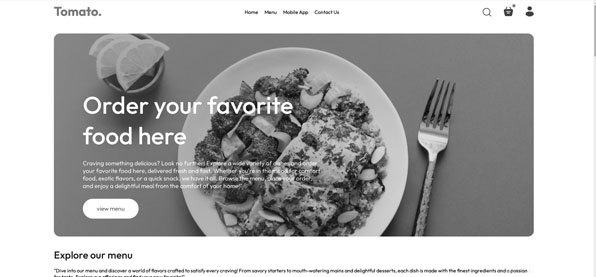 Tomato.
Home Menu Mobile App Contact Us
Order your favorite
food here
Craving something delicious? Look no further! Explore a wide variety of dishes and order
your favorite food here, delivered fresh and fast. Whether you're in the mood for comfort
food, exotic flavors, or a quick snack, we have it all. Browse the menu, place your order,
and enjoy a delightful meal from the comfort of your home!"
view menu
Explore our menu
"Dive into our menu and discover a world of flavors crafted to satisfy every craving! From savory starters to mouth-watering mains and delightful desserts, each dish is made with the finest ingredients and a passion